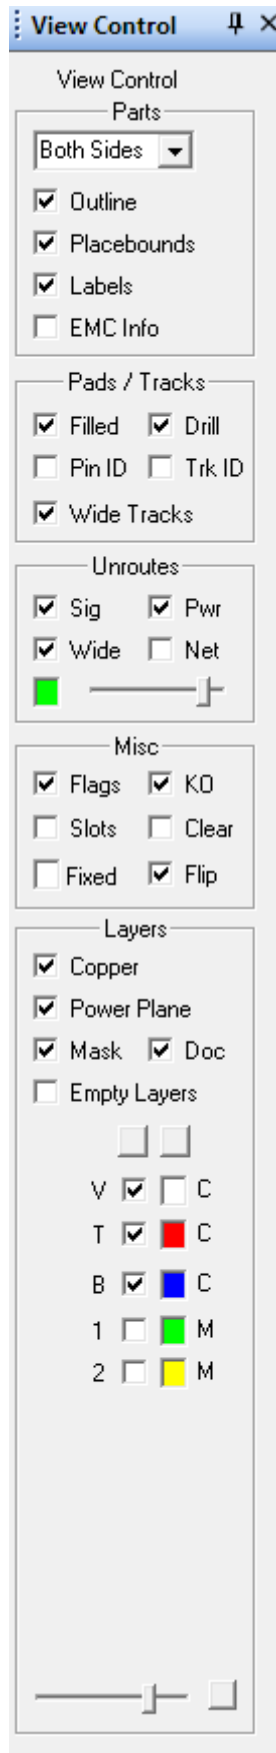 View Control
View Control
Parts
Both Sides
Outline
Placebounds
Labels
EMC Info
Pads / Tracks
Filled Drill
Pin ID Trk ID
Wide Tracks
Unroutes
Sig Pwr
Wide Net
Misc
Flags KO
Slots Clear
Fixed Flip
Layers
Copper
Power Plane
Mask Doc
Empty Layers
V C
T C
B C
1 M
2 M